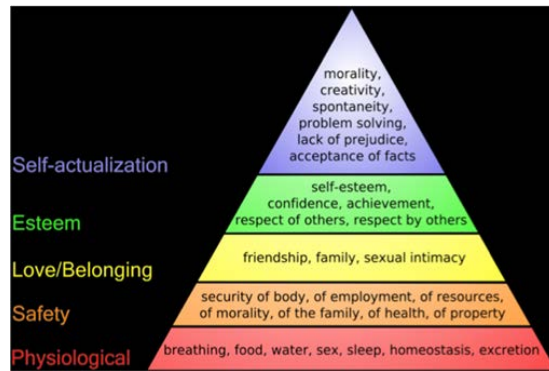 morality,
creativity,
spontaneity,
problem solving,
lack of prejudice,
acceptance of facts
Self-actualization
self-esteem,
confidence, achievement,
respect of others, respect by others
Esteem
friendship, family, sexual intimacy
Love/Belonging
security of body, of employment, of resources,
of morality, of the family, of health, of property
Safety
breathing, food, water, sex, sleep, homeostasis, excretion
Physiological